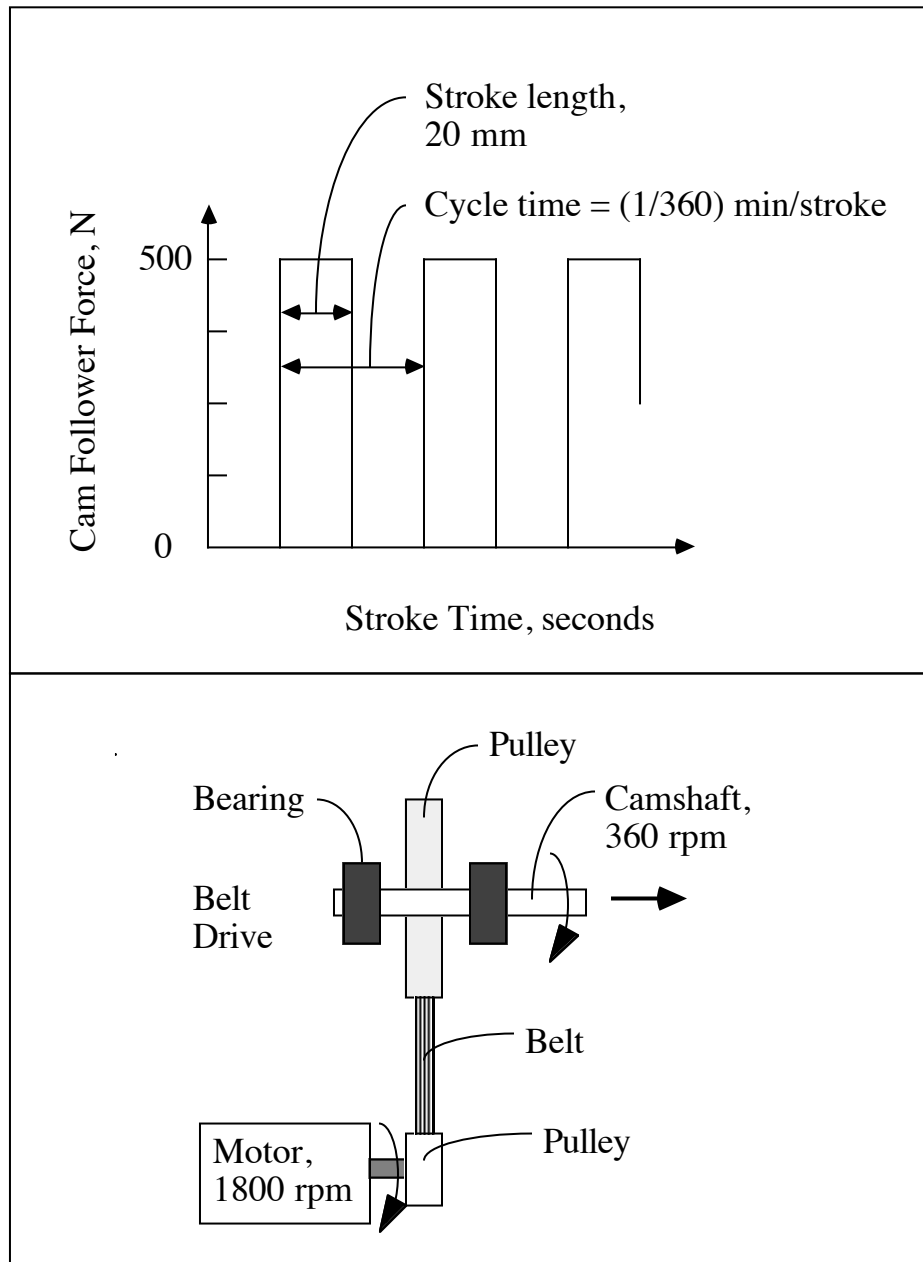 Stroke length,
20 mm
Cycle time = (1/360) min/stroke
Cam Follower Force, N
500
0
Stroke Time, seconds
Pulley
Bearing
Camshaft,
360 rpm
Belt
Drive
Belt
Pulley
Motor,
1800 rpm